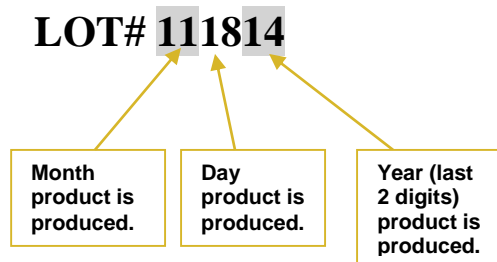 LOT# 111814
Month
product is
produced.
Day
product is
produced.
Year (last
2 digits)
product is
produced.